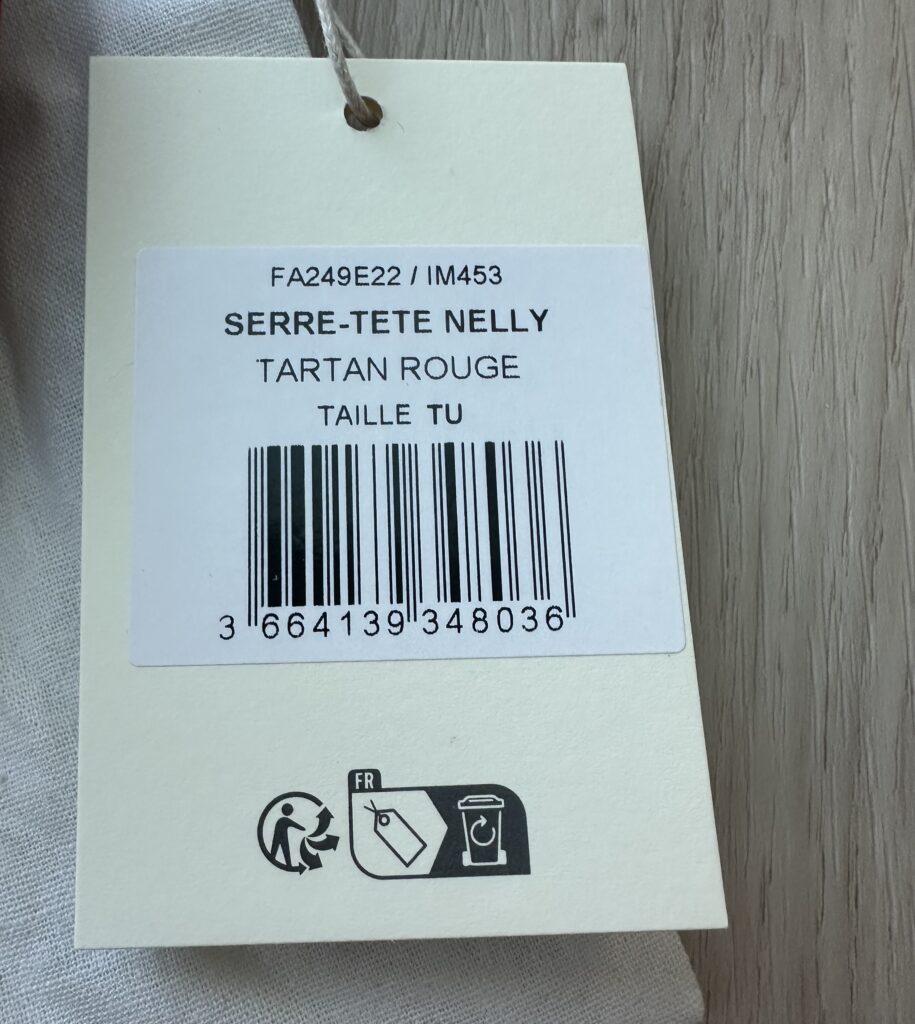 FA249E22 / IM453
SERRE-TETE NELLY
TARTAN ROUGE
TAILLE TU
3 664139 348036
FR